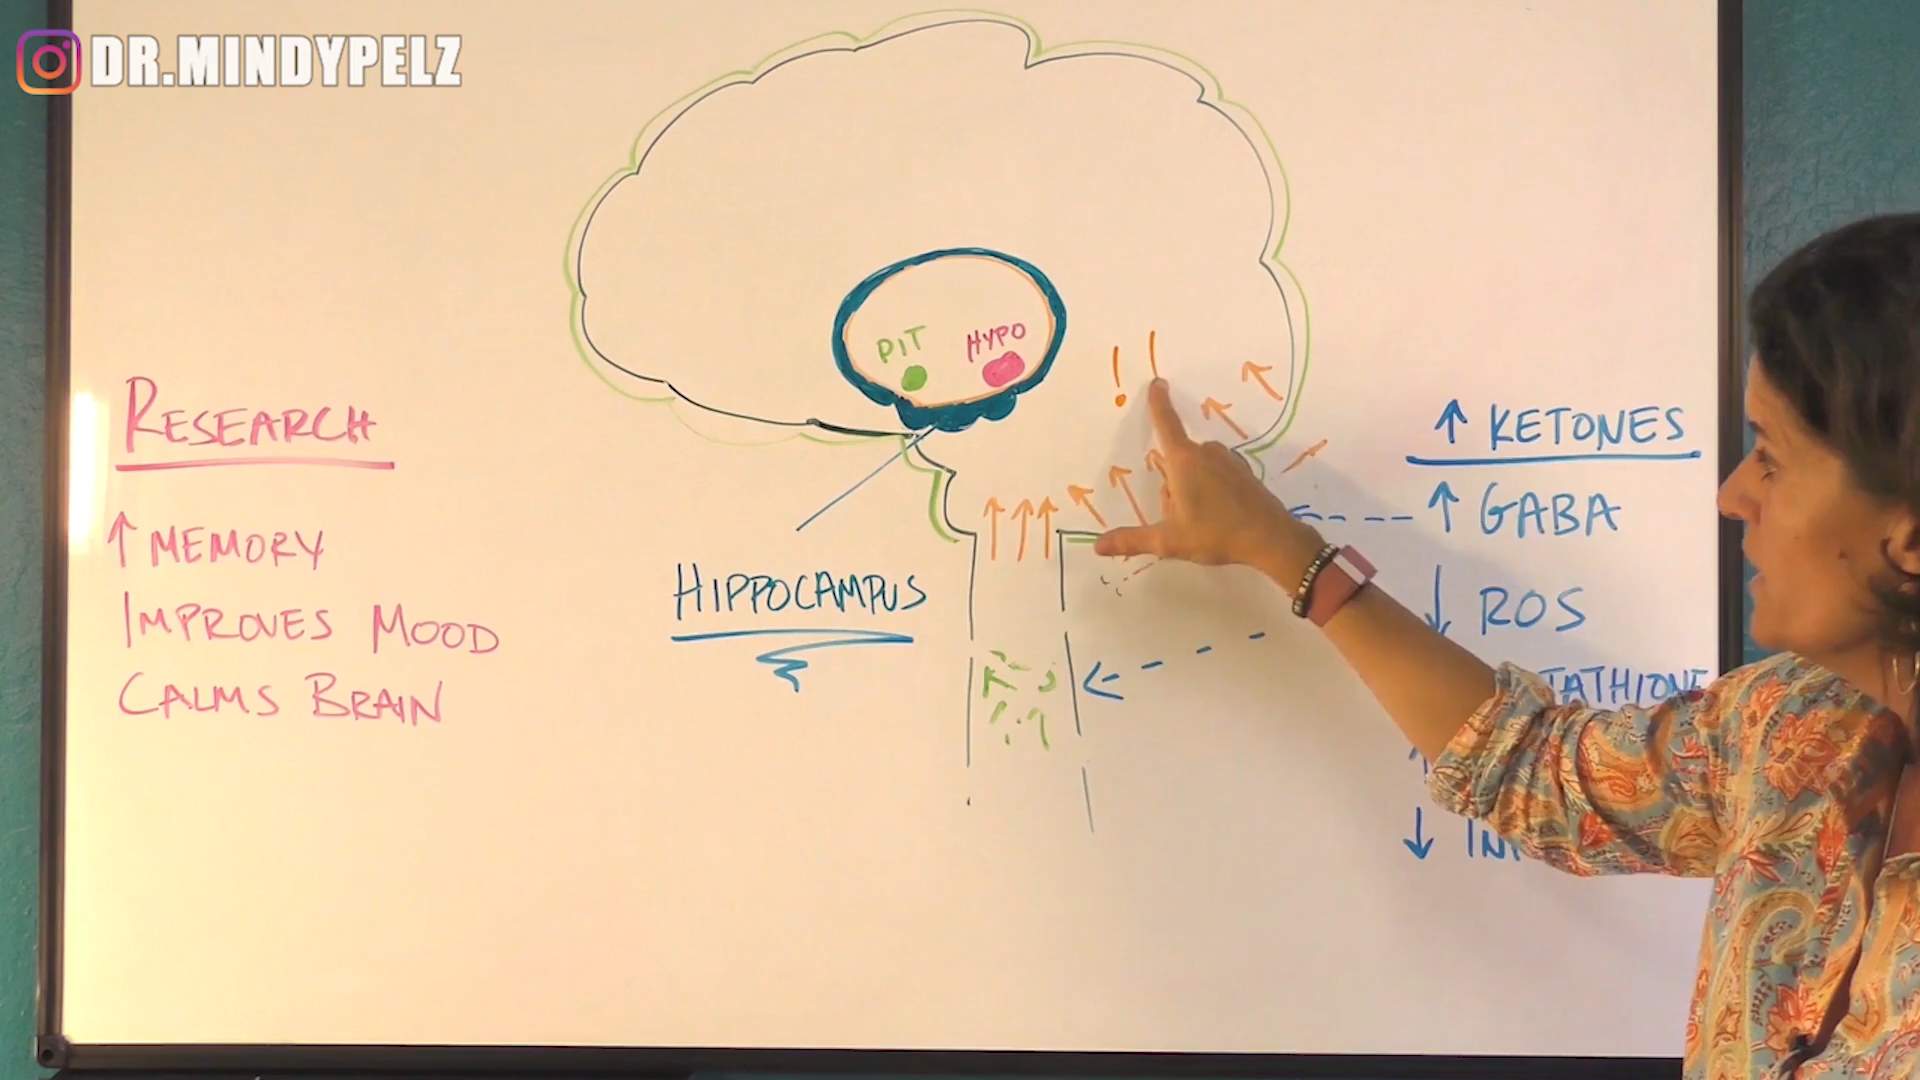 DR.MINDYPELZ
RESEARCH
↑ MEMORY
IMPROVES MOOD
CALMS BRAIN
PIT
HYPO
! !
HIPPOCAMPUS
↑ KETONES
↑ GABA
↓ ROS